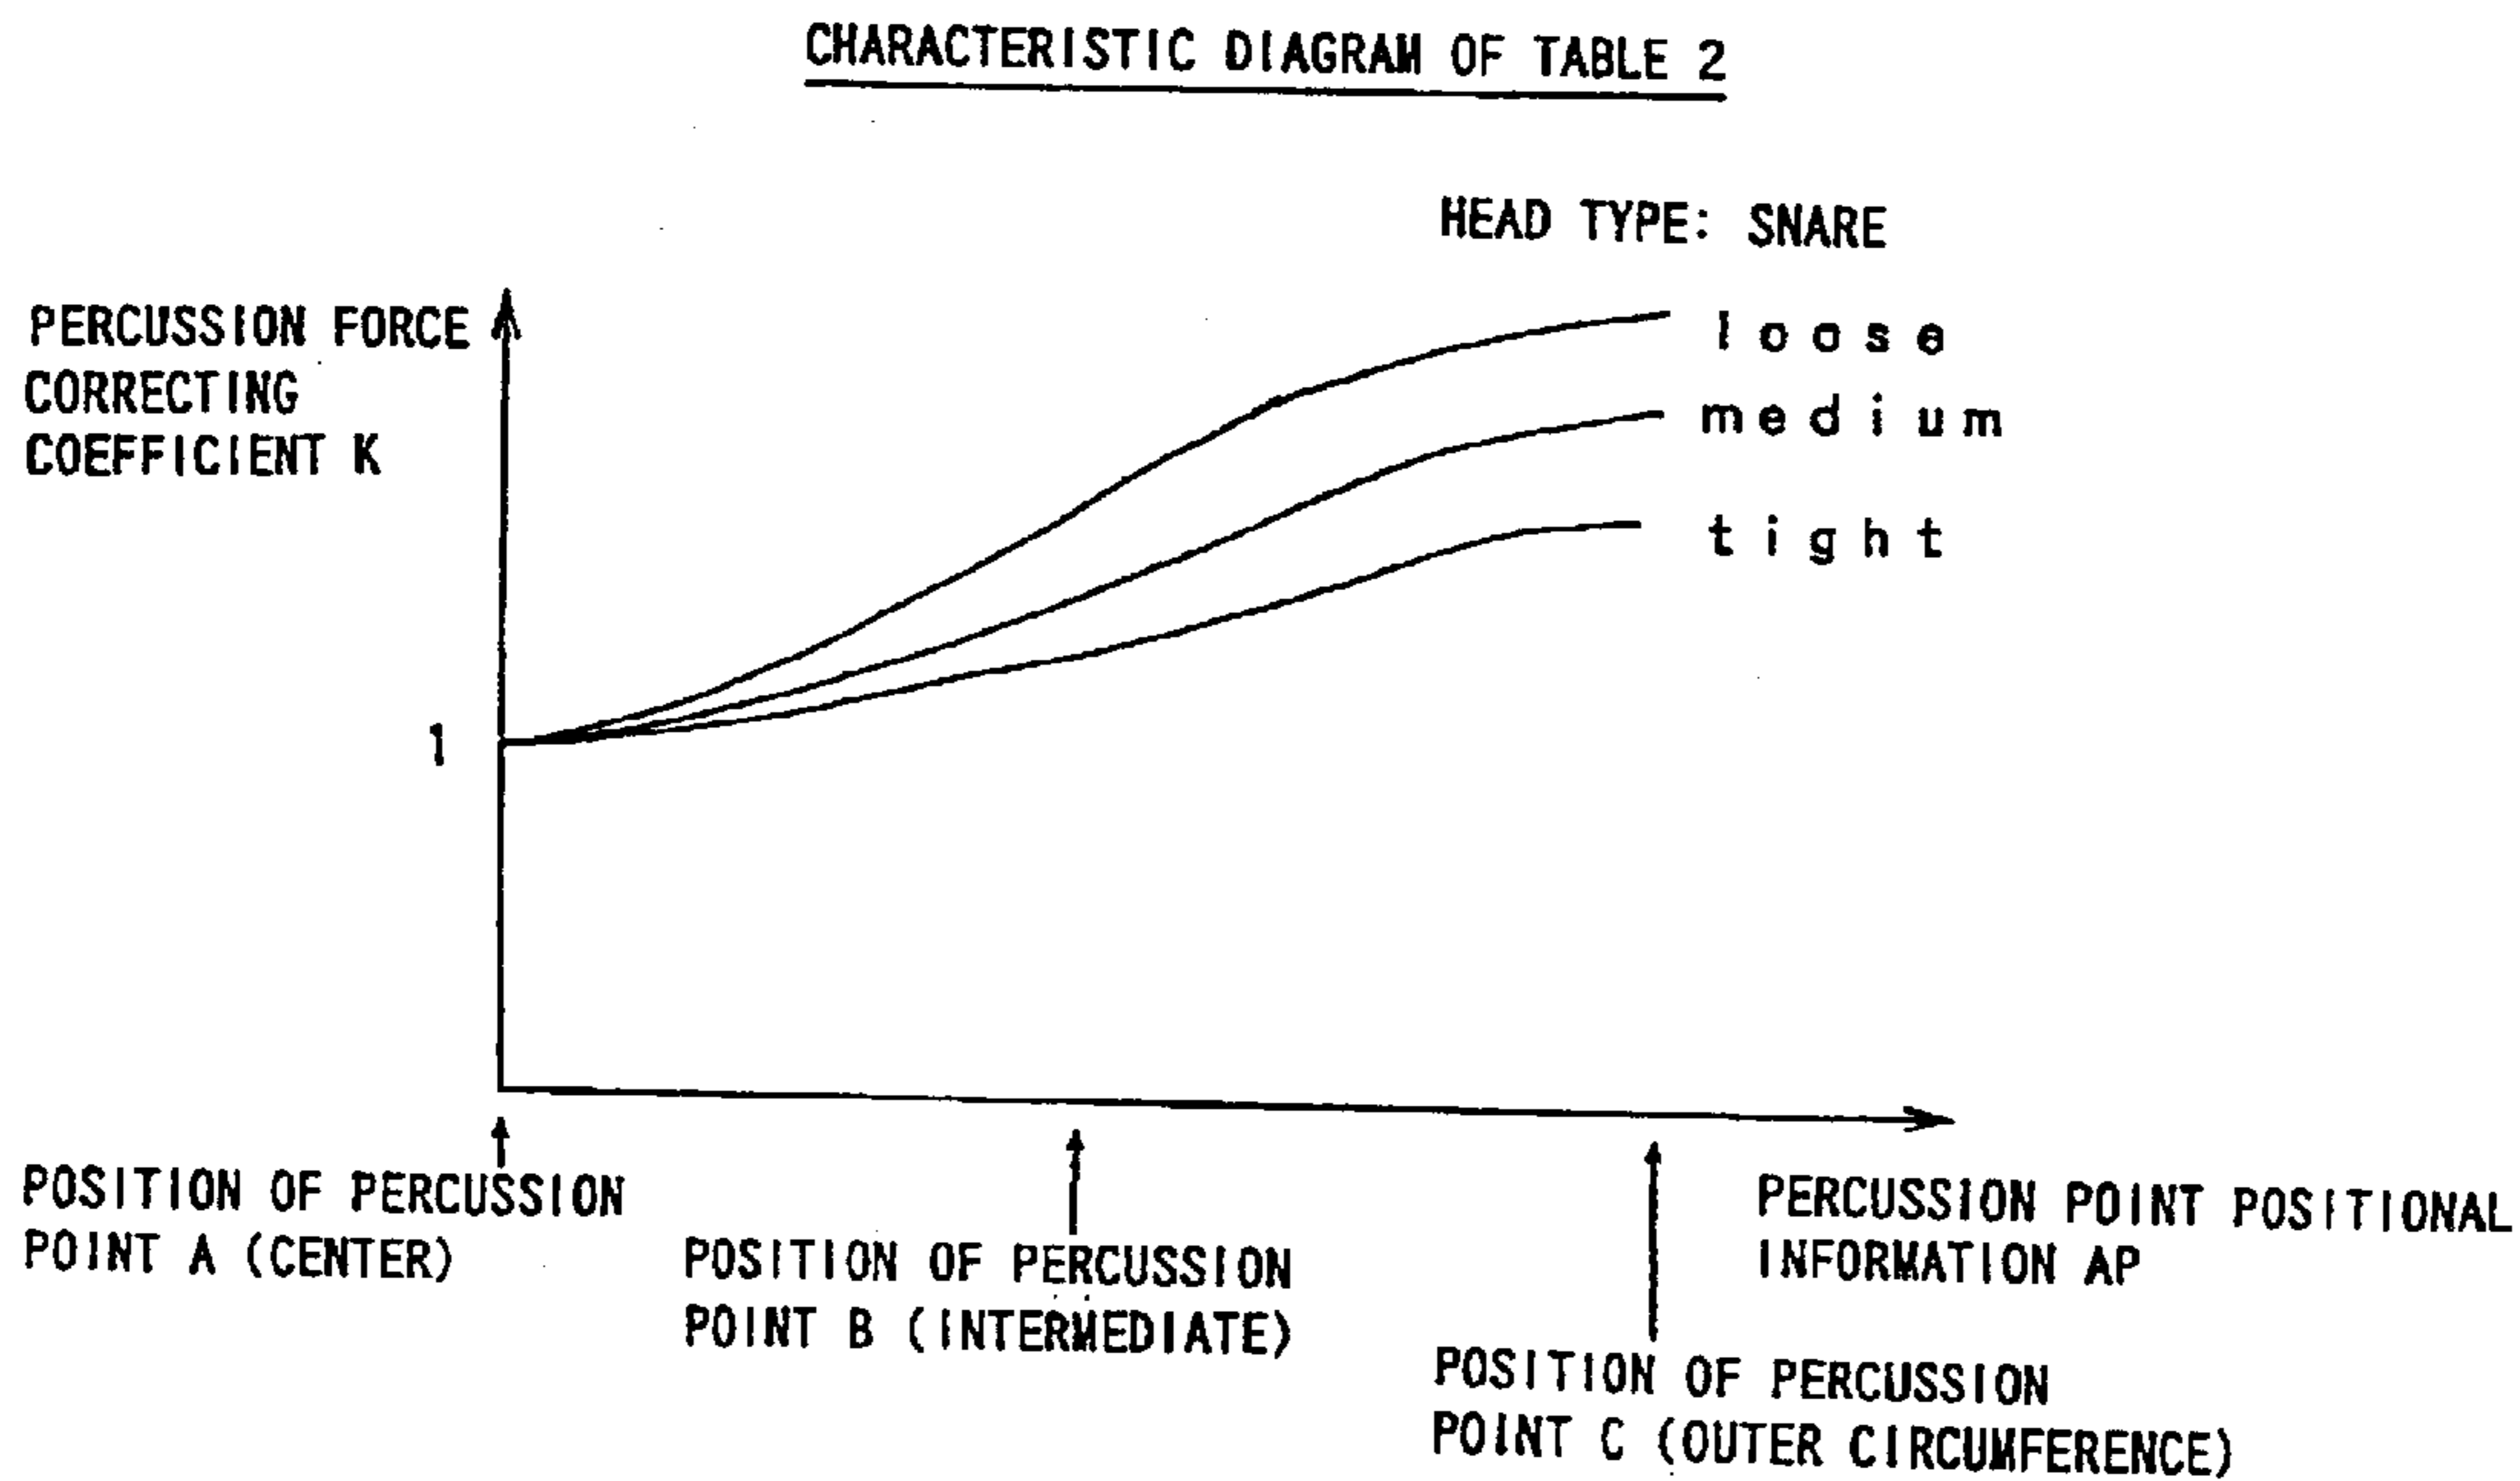 CHARACTERISTIC DIAGRAM OF TABLE 2
HEAD TYPE: SNARE
PERCUSSION FORCE
CORRECTING
COEFFICIENT K
loose
medium
tight
1
POSITION OF PERCUSSION
POINT A (CENTER)
POSITION OF PERCUSSION
POINT B (INTERMEDIATE)
PERCUSSION POINT POSITIONAL
INFORMATION AP
POSITION OF PERCUSSION
POINT C (OUTER CIRCUMFERENCE)